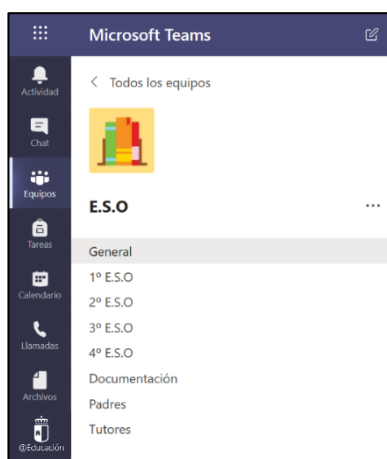 Microsoft Teams
Actividad
Chat
Equipos
Tareas
Calendario
Llamadas
Archivos
@Educación
Todos los equipos
E.S.O
General
1º E.S.O
2º E.S.O
3º E.S.O
4º E.S.O
Documentación
Padres
Tutores